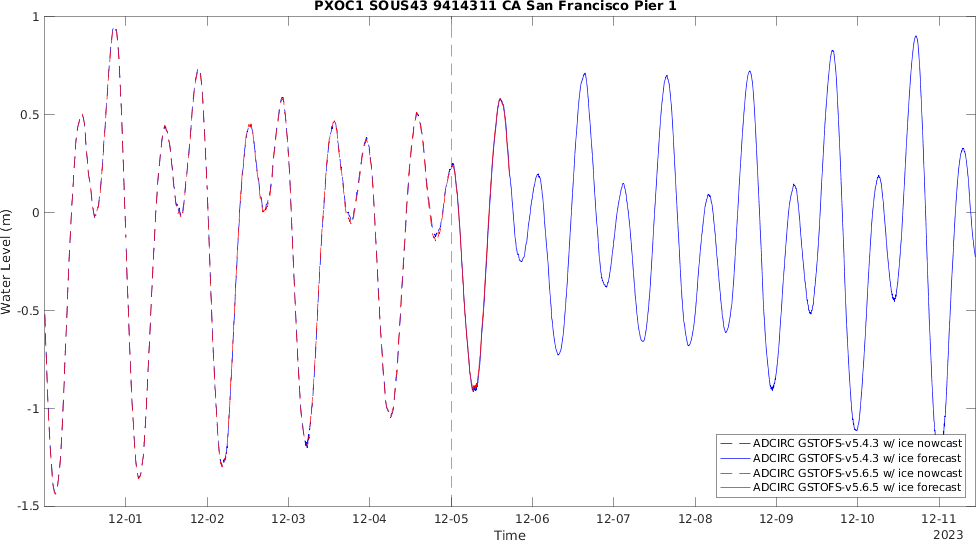 PXOC1 SOUS43 9414311 CA San Francisco Pier 1
1
0.5
0
-0.5
-1
-1.5
Water Level (m)
12-01 12-02 12-03 12-04 12-05 12-06 12-07 12-08 12-09 12-10 12-11
Time
2023
ADCIRC GSTOFS-v5.4.3 w/ ice nowcast
ADCIRC GSTOFS-v5.4.3 w/ ice forecast
ADCIRC GSTOFS-v5.6.5 w/ ice nowcast
ADCIRC GSTOFS-v5.6.5 w/ ice forecast